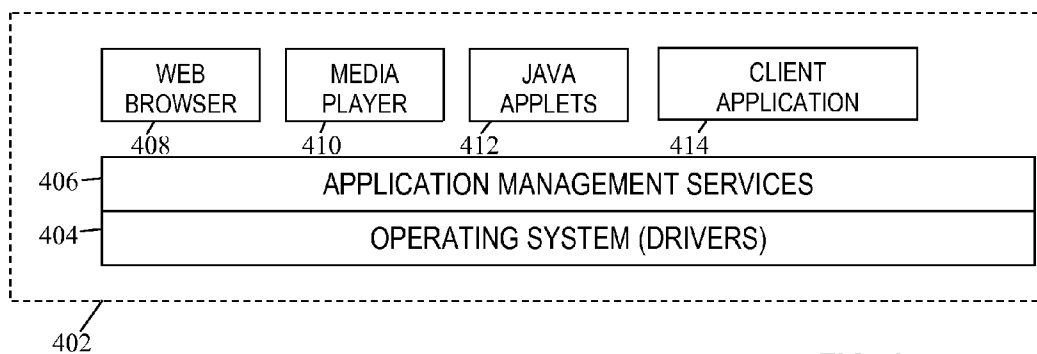 WEB
BROWSER
MEDIA
PLAYER
JAVA
APPLETS
CLIENT
APPLICATION
408
410
412
414
406
APPLICATION MANAGEMENT SERVICES
404
OPERATING SYSTEM (DRIVERS)
402